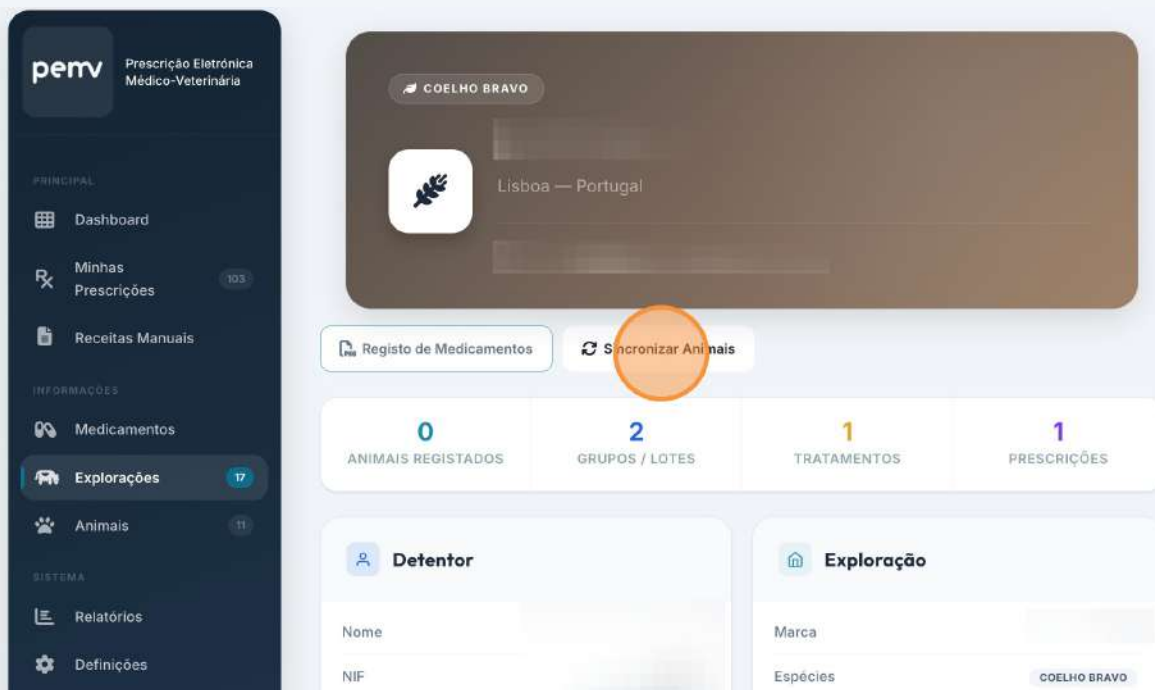 pemv
Prescrição Eletrónica
Médico-Veterinária
PRINCIPAL
Dashboard
Minhas
Prescrições
103
Receitas Manuais
INFORMAÇÕES
Medicamentos
Explorações
17
Animais
11
SISTEMA
Relatórios
Definições
COELHO BRAVO
Lisboa — Portugal
Registo de Medicamentos
Sincronizar Animais
0
ANIMAIS REGISTADOS
2
GRUPOS / LOTES
1
TRATAMENTOS
1
PRESCRIÇÕES
Detentor
Nome
NIF
Exploração
Marca
Espécies
COELHO BRAVO